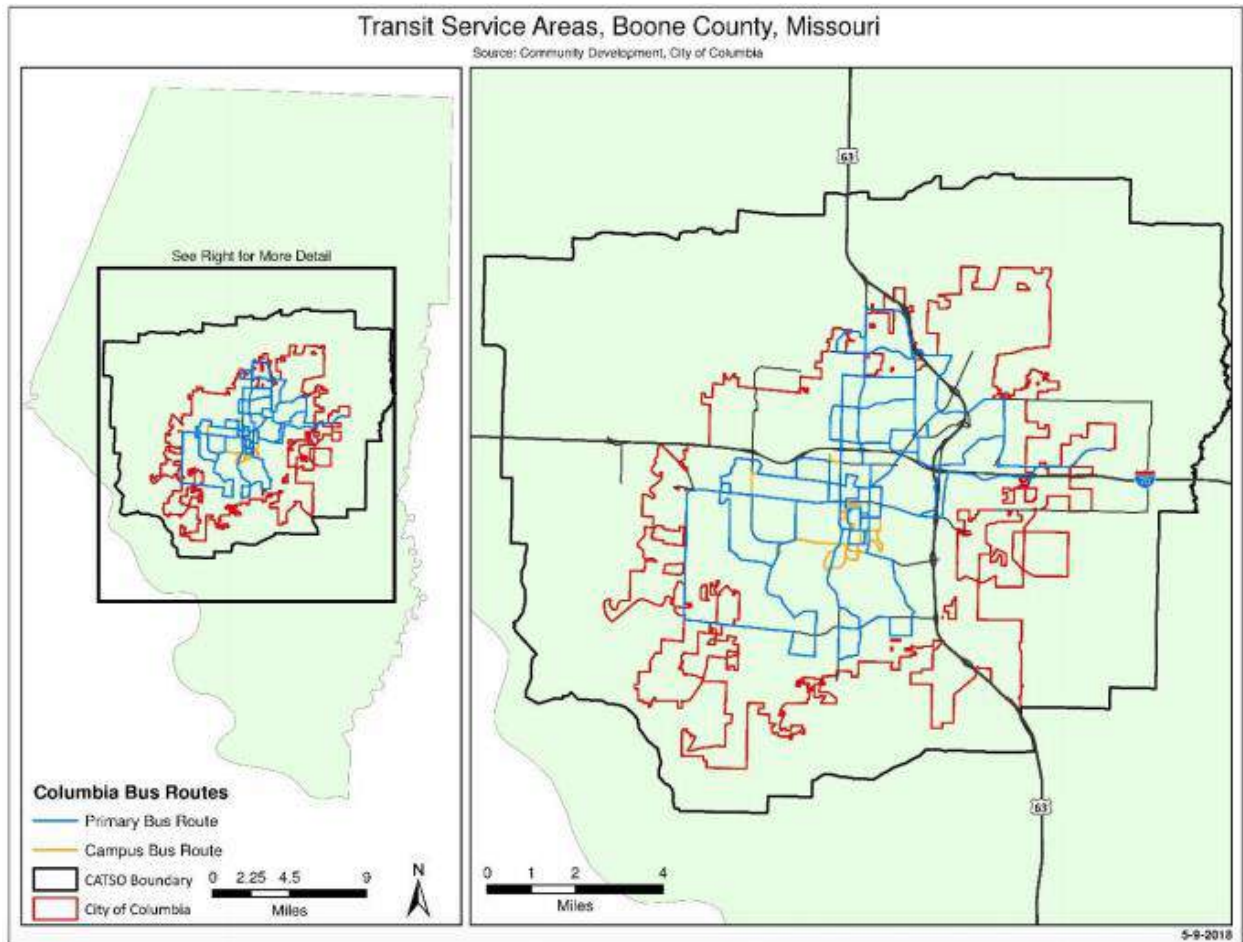 Transit Service Areas, Boone County, Missouri
Source: Community Development, City of Columbia
See Right for More Detail
Columbia Bus Routes
Primary Bus Route
Campus Bus Route
CATSO Boundary
City of Columbia
0 2.25 4.5 9
Miles
N
63
63
0 1 2 4
Miles
5-9-2018